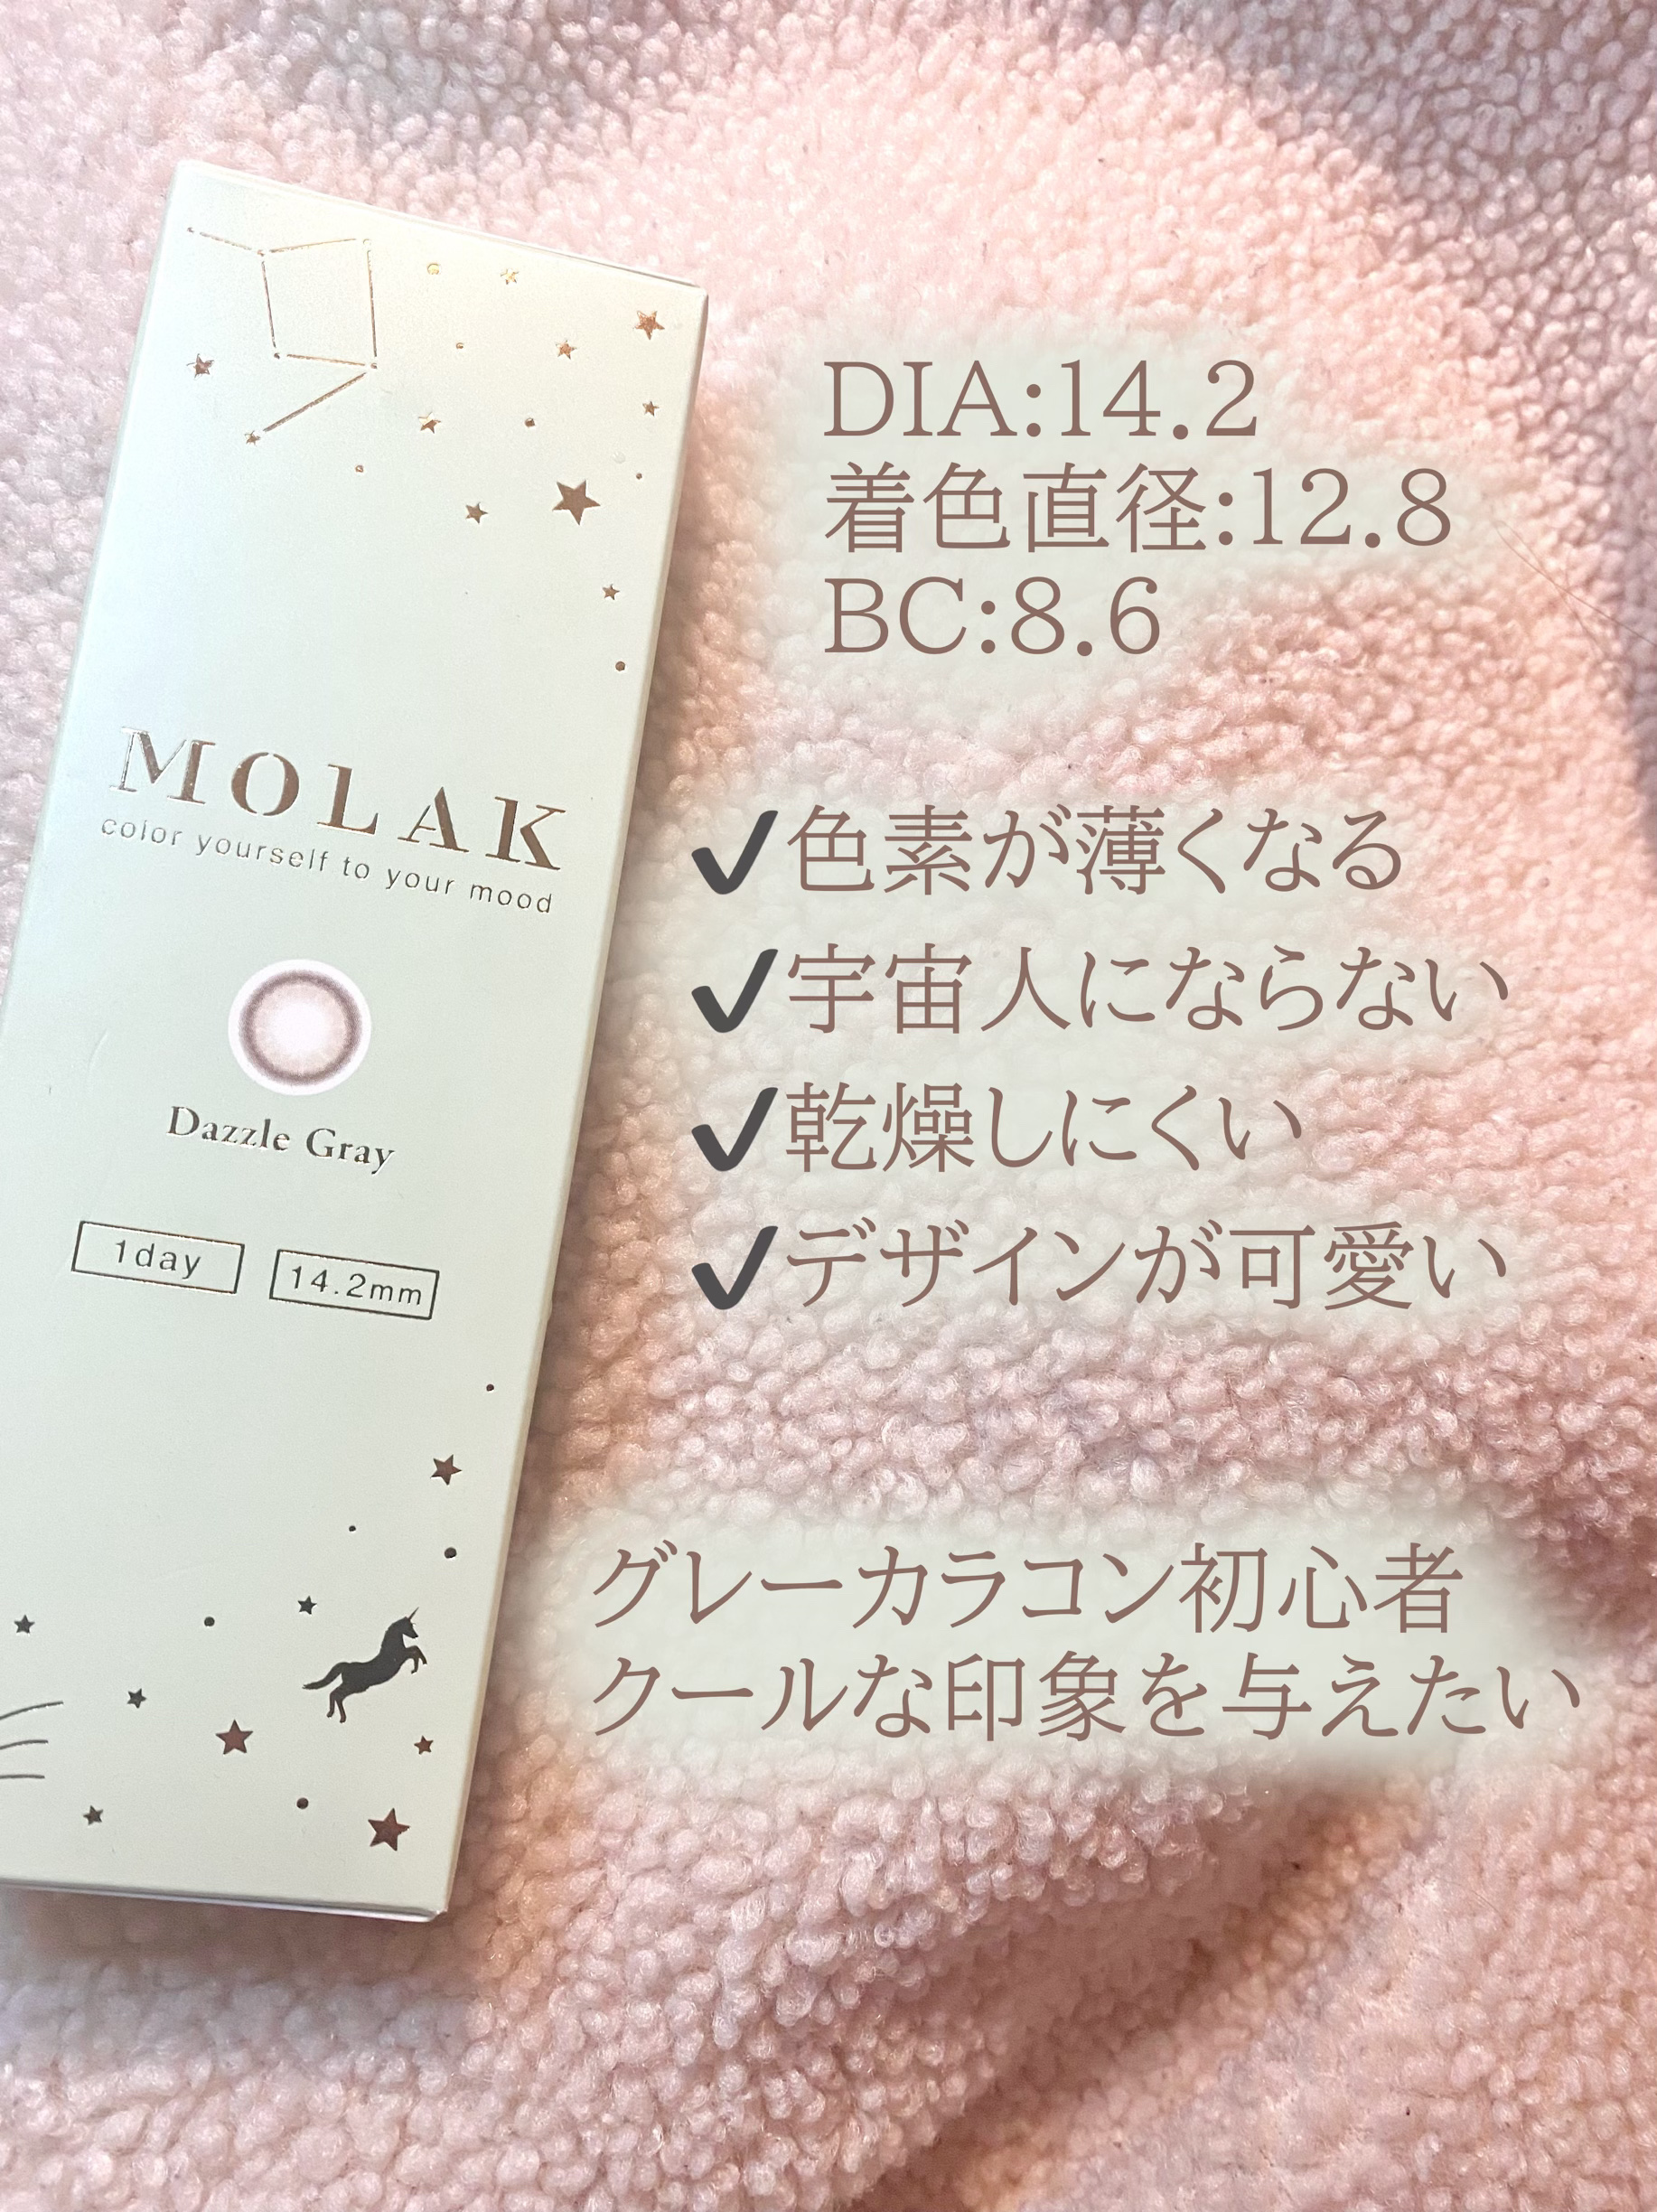 MOLAK
color yourself to your mood
Dazzle Gray
1day
14.2mm
DIA:14.2
着色直径:12.8
BC:8.6
✔色素が薄くなる
✔宇宙人にならない
✔乾燥しにくい
✔デザインが可愛い
グレーカラコン初心者
クールな印象を与えたい